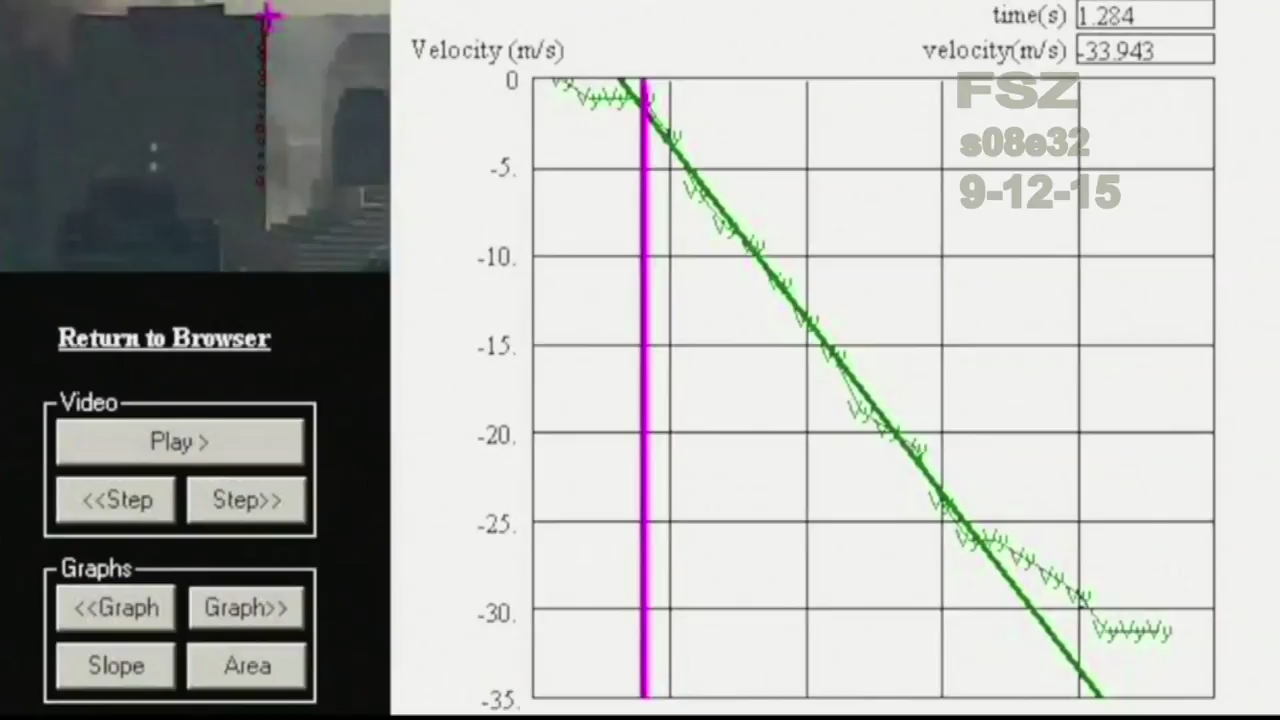 time(s) 1.284
Velocity (m/s)
velocity(m/s) -33.943
FSZ
s08e32
9-12-15
0
-5.
-10.
-15.
-20.
-25.
-30.
-35.
Return to Browser
Video
Play >
<<Step
Step>>
Graphs
<<Graph
Graph>>
Slope
Area